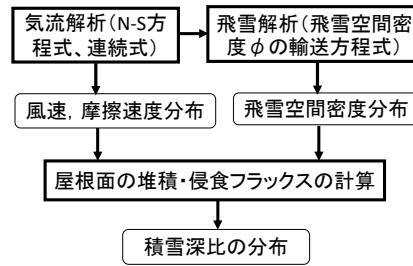 気流解析(N-S方
程式、連続式)
飛雪解析(飛雪空間密
度φの輸送方程式)
風速, 摩擦速度分布
飛雪空間密度分布
屋根面の堆積・侵食フラックスの計算
積雪深比の分布